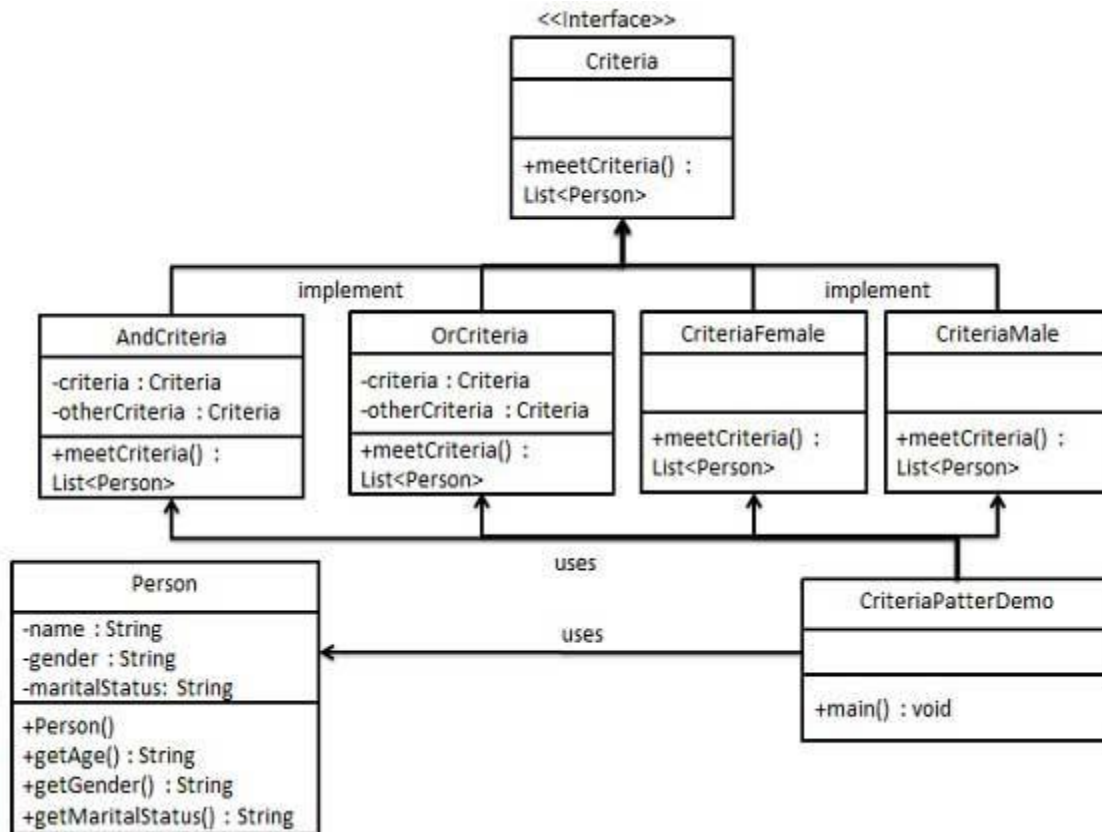 <<Interface>>
Criteria
+meetCriteria() :
List<Person>
implement
implement
AndCriteria
-criteria : Criteria
-otherCriteria : Criteria
+meetCriteria() :
List<Person>
OrCriteria
-criteria : Criteria
-otherCriteria : Criteria
+meetCriteria() :
List<Person>
CriteriaFemale
+meetCriteria() :
List<Person>
CriteriaMale
+meetCriteria() :
List<Person>
uses
Person
-name : String
-gender : String
-maritalStatus: String
+Person()
+getAge() : String
+getGender() : String
+getMaritalStatus() : String
uses
CriteriaPatterDemo
+main() : void